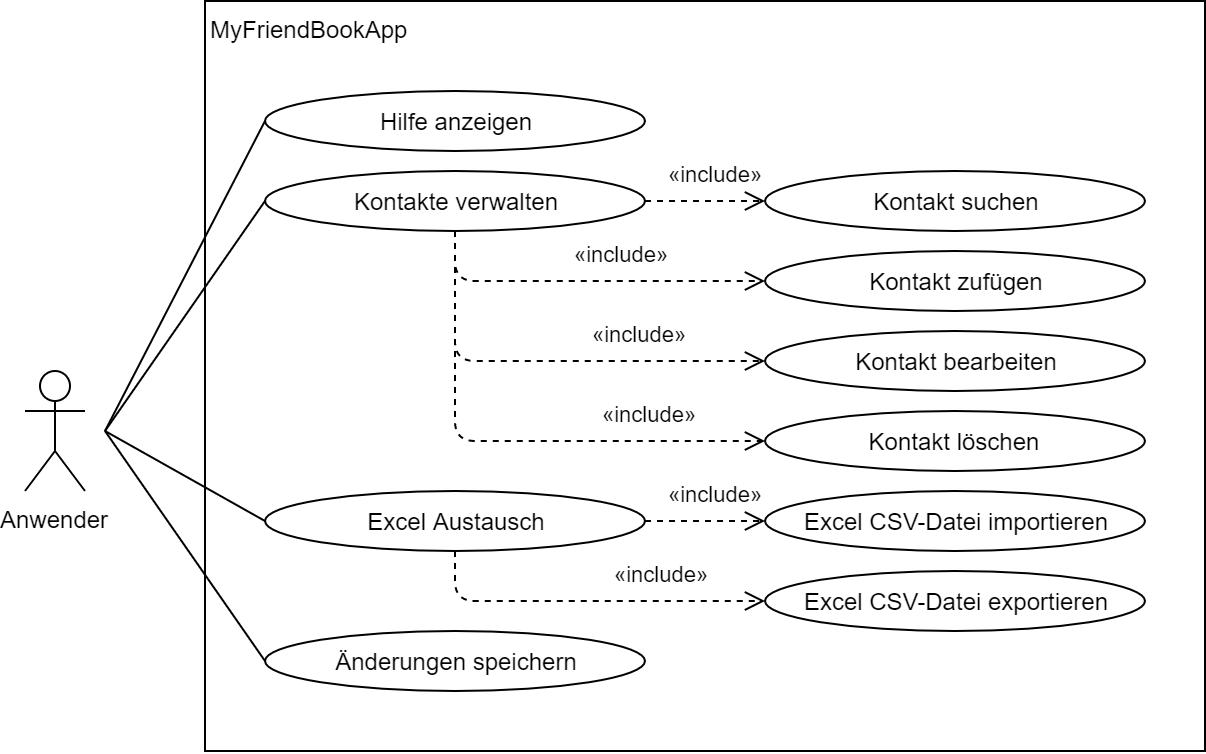 MyFriendBookApp
Hilfe anzeigen
Kontakte verwalten
«include»
Kontakt suchen
«include»
Kontakt zufügen
«include»
Kontakt bearbeiten
«include»
Kontakt löschen
Anwender
Excel Austausch
«include»
Excel CSV-Datei importieren
«include»
Excel CSV-Datei exportieren
Änderungen speichern